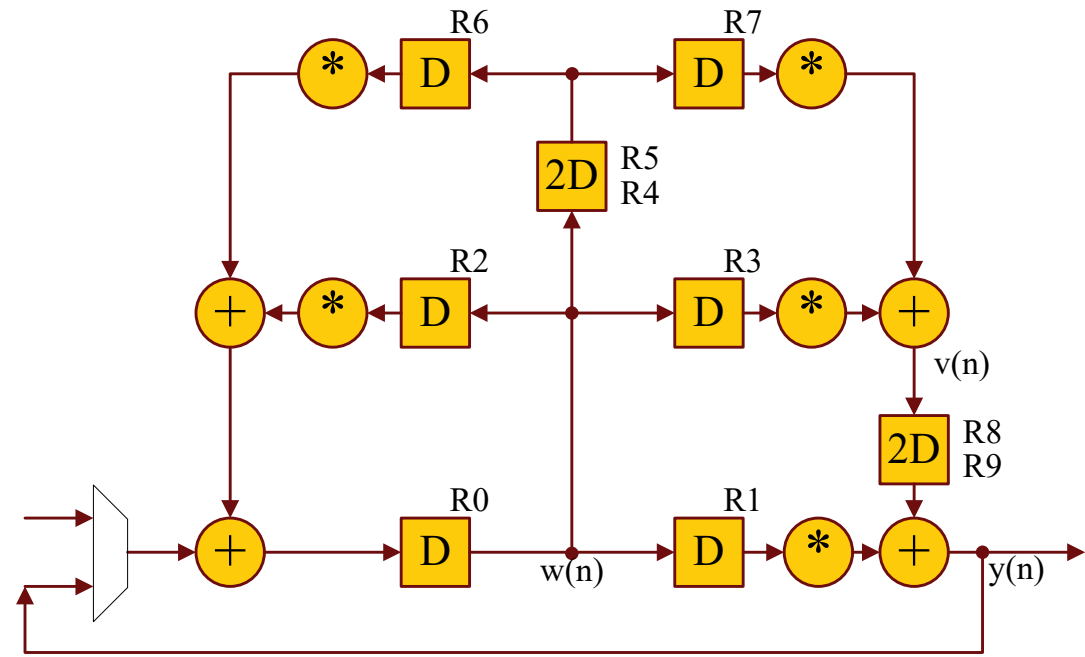 R6
R7
* D D *
R5
2D
R4
R2
R3
+ * D D * +
v(n)
R8
2D
R9
R0
R1
+ D D * +
w(n)
y(n)